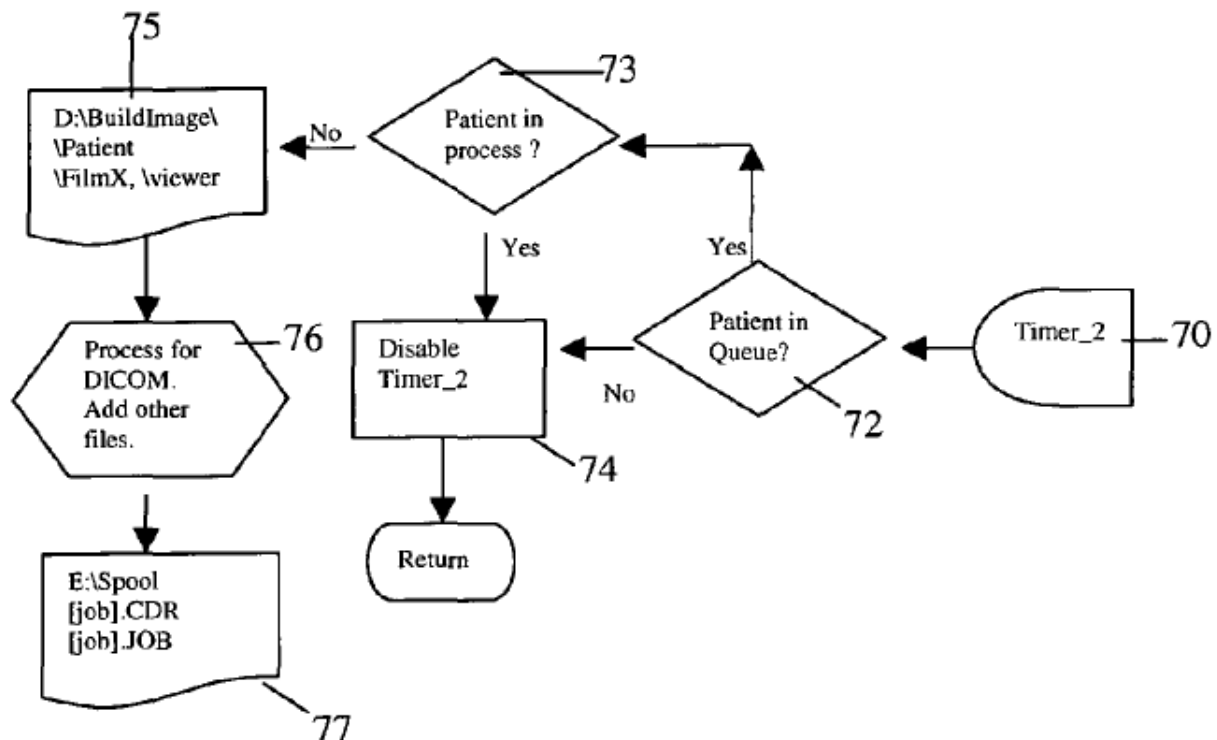 75
D:\BuildImage\
\Patient
\FilmX, \viewer
No
Patient in
process ?
73
Yes
Yes
Patient in
Queue?
72
No
Timer_2
70
Disable
Timer_2
74
Return
Process for
DICOM.
Add other
files.
76
E:\Spool
[job].CDR
[job].JOB
77